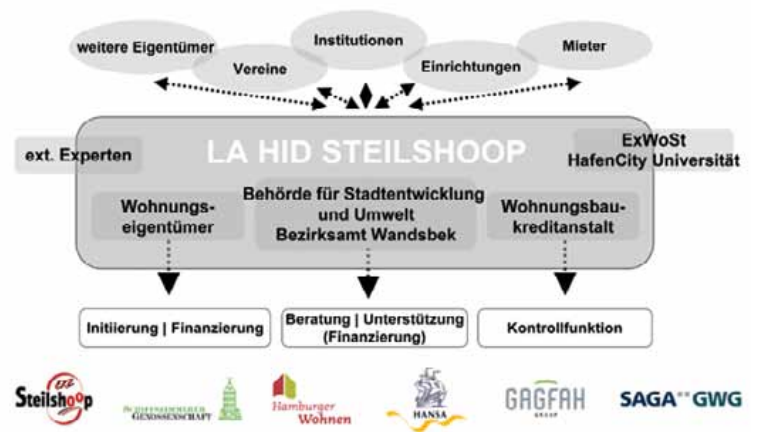 weitere Eigentümer
Vereine
Institutionen
Einrichtungen
Mieter
LA HID STEILSHOOP
ext. Experten
ExWoSt
HafenCity Universität
Wohnungs-
eigentümer
Behörde für Stadtentwicklung
und Umwelt
Bezirksamt Wandsbek
Wohnungsbau-
kreditanstalt
Initiierung | Finanzierung
Beratung | Unterstützung
(Finanzierung)
Kontrollfunktion
Steilshoop
GENOSSENSCHAFT
Hamburger
Wohnen
HANSA
GAGFAH
GROUP
SAGA GWG